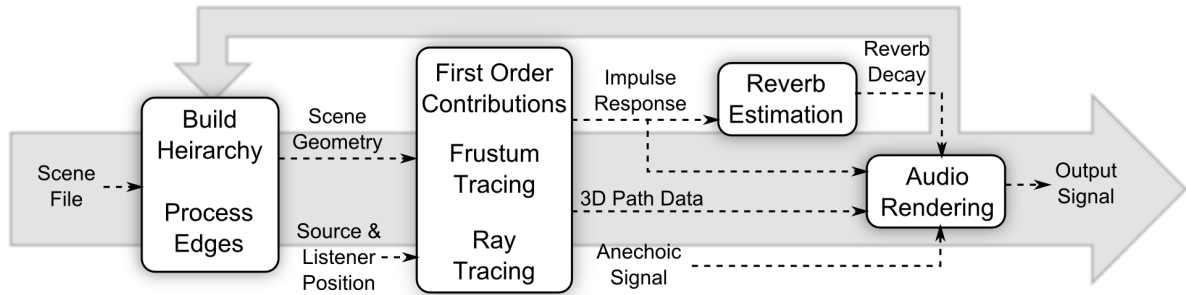 Scene
File
Build
Heirarchy
Process
Edges
Scene
Geometry
Source &
Listener
Position
First Order
Contributions
Frustum
Tracing
Ray
Tracing
Impulse
Response
3D Path Data
Anechoic
Signal
Reverb
Estimation
Reverb
Decay
Audio
Rendering
Output
Signal